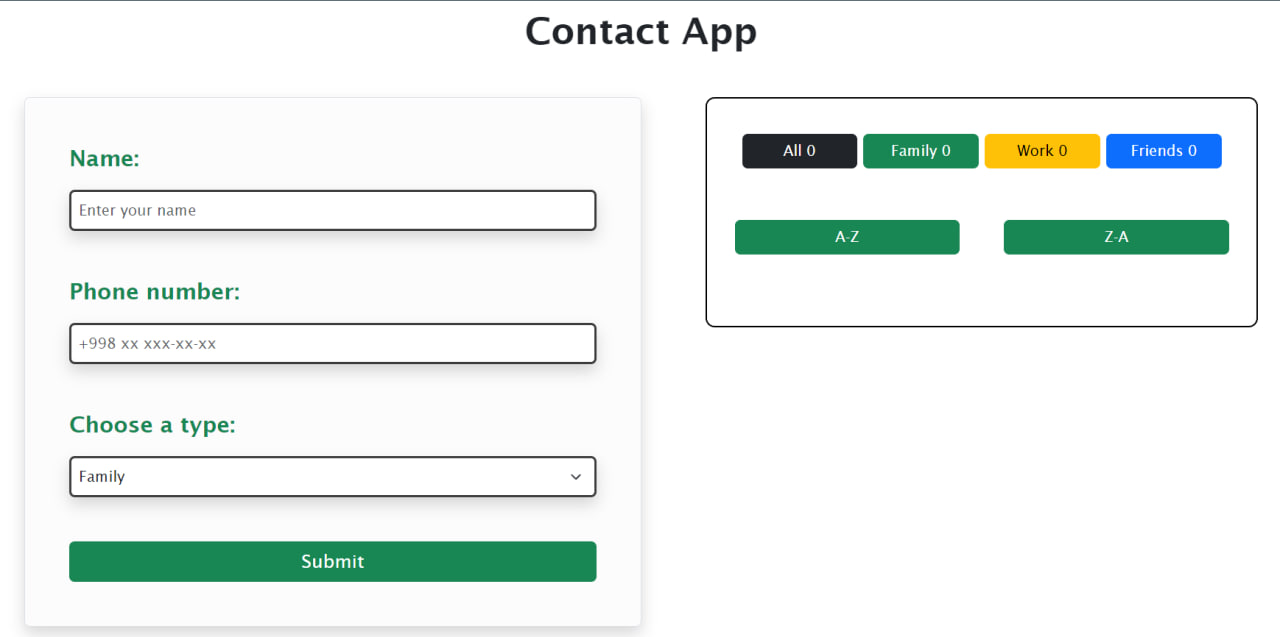 Contact App
Name:
Enter your name
Phone number:
+998 xx xxx-xx-xx
Choose a type:
Family
Submit
All 0 Family 0 Work 0 Friends 0
A-Z Z-A